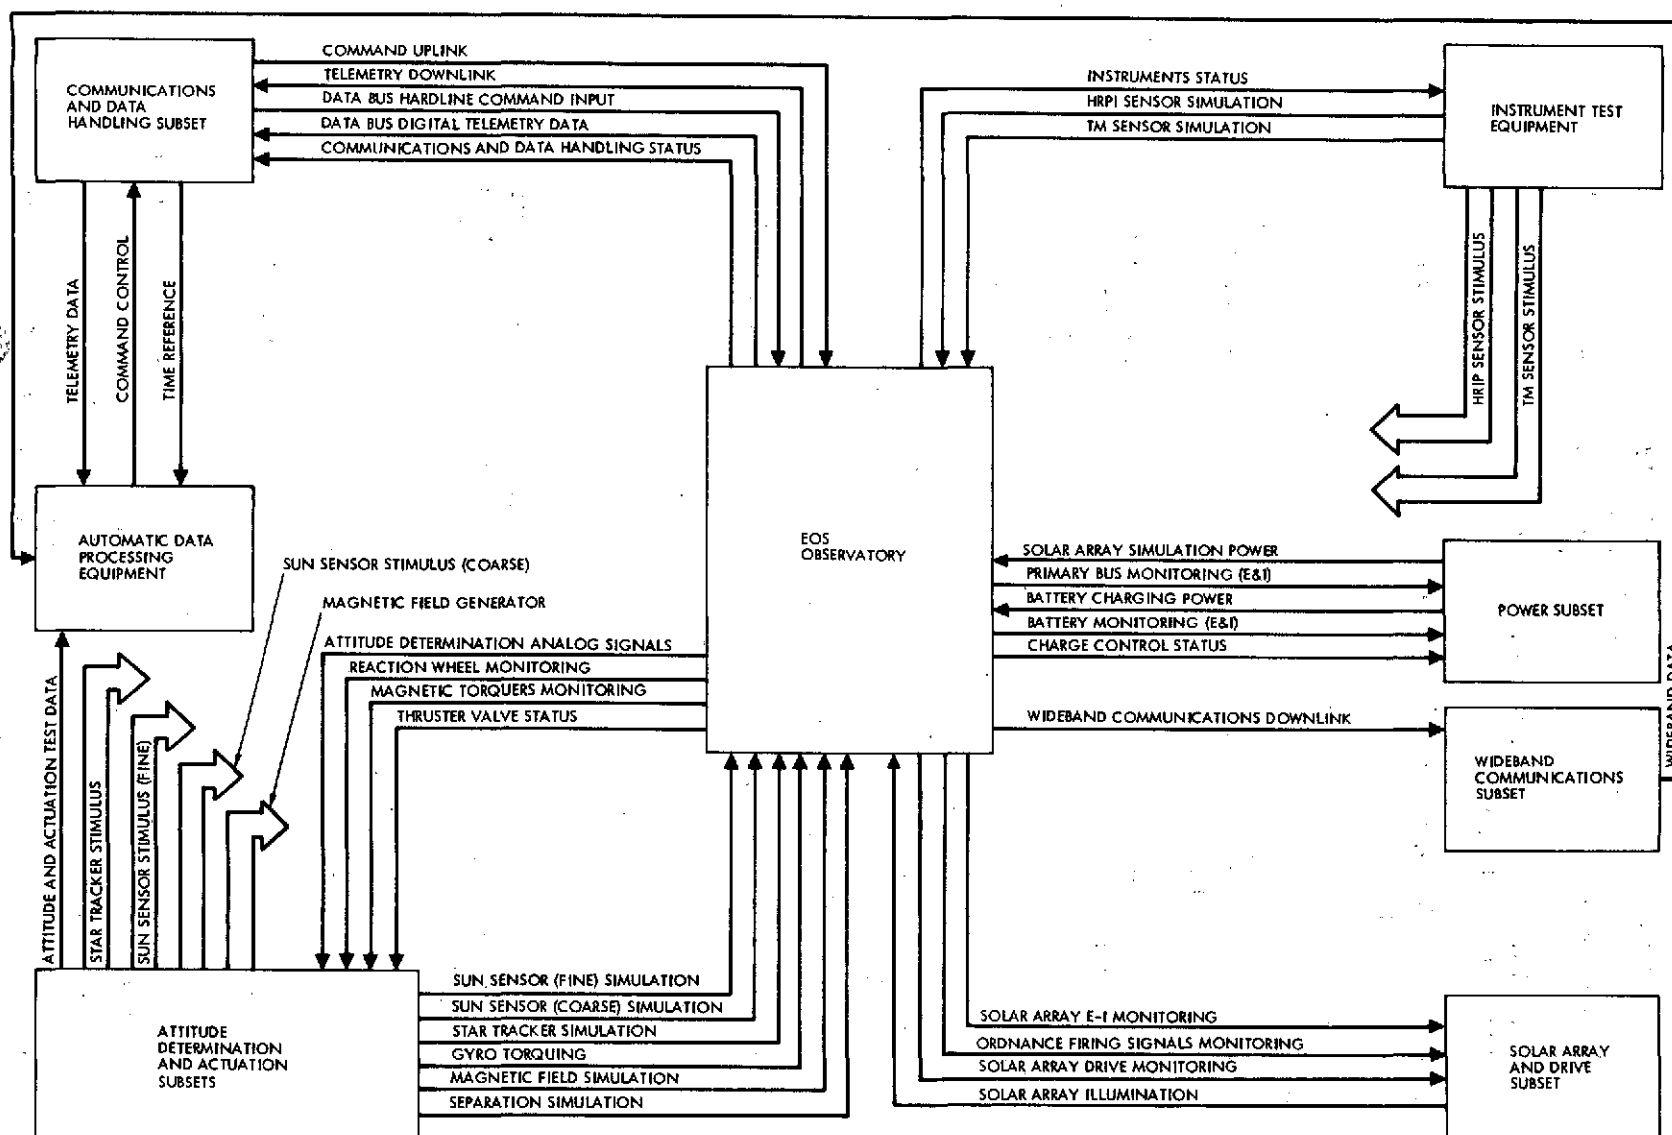 COMMUNICATIONS
AND DATA
HANDLING SUBSET
COMMAND UPLINK
TELEMETRY DOWNLINK
DATA BUS HARDLINE COMMAND INPUT
DATA BUS DIGITAL TELEMETRY DATA
COMMUNICATIONS AND DATA HANDLING STATUS
INSTRUMENTS STATUS
HRPI SENSOR SIMULATION
TM SENSOR SIMULATION
INSTRUMENT TEST
EQUIPMENT
TELEMETRY DATA
COMMAND CONTROL
TIME REFERENCE
HRIP SENSOR STIMULUS
TM SENSOR STIMULUS
AUTOMATIC DATA
PROCESSING
EQUIPMENT
EOS
OBSERVATORY
SUN SENSOR STIMULUS (COARSE)
MAGNETIC FIELD GENERATOR
SOLAR ARRAY SIMULATION POWER
PRIMARY BUS MONITORING (E&I)
BATTERY CHARGING POWER
BATTERY MONITORING (E&I)
CHARGE CONTROL STATUS
POWER SUBSET
ATTITUDE DETERMINATION ANALOG SIGNALS
REACTION WHEEL MONITORING
MAGNETIC TORQUERS MONITORING
THRUSTER VALVE STATUS
WIDEBAND COMMUNICATIONS DOWNLINK
WIDEBAND
COMMUNICATIONS
SUBSET
WIDEBAND DATA
ATTITUDE AND ACTUATION TEST DATA
STAR TRACKER STIMULUS
SUN SENSOR STIMULUS (FINE)
ATTITUDE
DETERMINATION
AND ACTUATION
SUBSETS
SUN SENSOR (FINE) SIMULATION
SUN SENSOR (COARSE) SIMULATION
STAR TRACKER SIMULATION
GYRO TORQUING
MAGNETIC FIELD SIMULATION
SEPARATION SIMULATION
SOLAR ARRAY E-I MONITORING
ORDNANCE FIRING SIGNALS MONITORING
SOLAR ARRAY DRIVE MONITORING
SOLAR ARRAY ILLUMINATION
SOLAR ARRAY
AND DRIVE
SUBSET